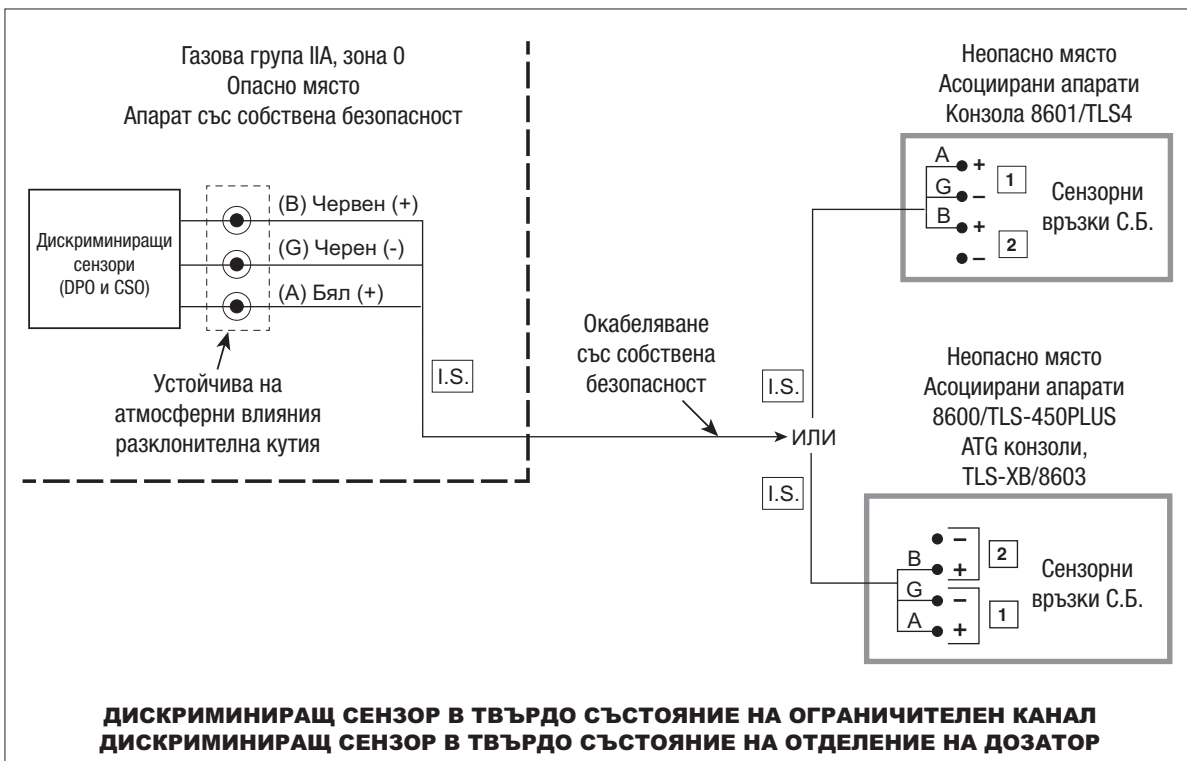 Газова група IIA, зона 0
Опасно място
Апарат със собствена безопасност
Дискриминиращи
сензори
(DPO и CSO)
(B) Червен (+)
(G) Черен (-)
(A) Бял (+)
Устойчива на
атмосферни влияния
разклонителна кутия
I.S.
Окабеляване
със собствена
безопасност
ИЛИ
I.S.
I.S.
Неопасно място
Асоциирани апарати
Конзола 8601/TLS4
A + 1
G –
B + 2
–
Сензорни
връзки С.Б.
Неопасно място
Асоциирани апарати
8600/TLS-450PLUS
ATG конзоли,
TLS-XB/8603
– 2
B +
G – 1
A +
Сензорни
връзки С.Б.
ДИСКРИМИНИРАЩ СЕНЗОР В ТВЪРДО СЪСТОЯНИЕ НА ОГРАНИЧИТЕЛЕН КАНАЛ
ДИСКРИМИНИРАЩ СЕНЗОР В ТВЪРДО СЪСТОЯНИЕ НА ОТДЕЛЕНИЕ НА ДОЗАТОР